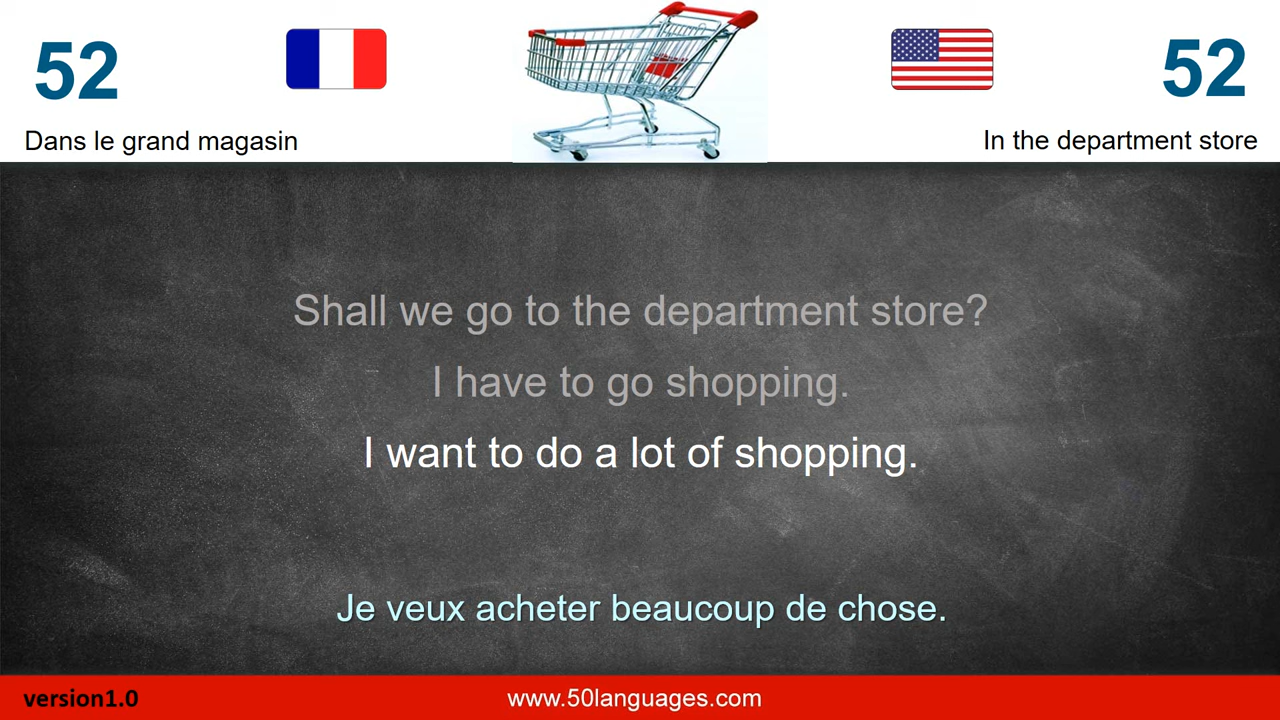 52
52
Dans le grand magasin
In the department store
Shall we go to the department store?
I have to go shopping.
I want to do a lot of shopping.
Je veux acheter beaucoup de chose.
version1.0
www.50languages.com